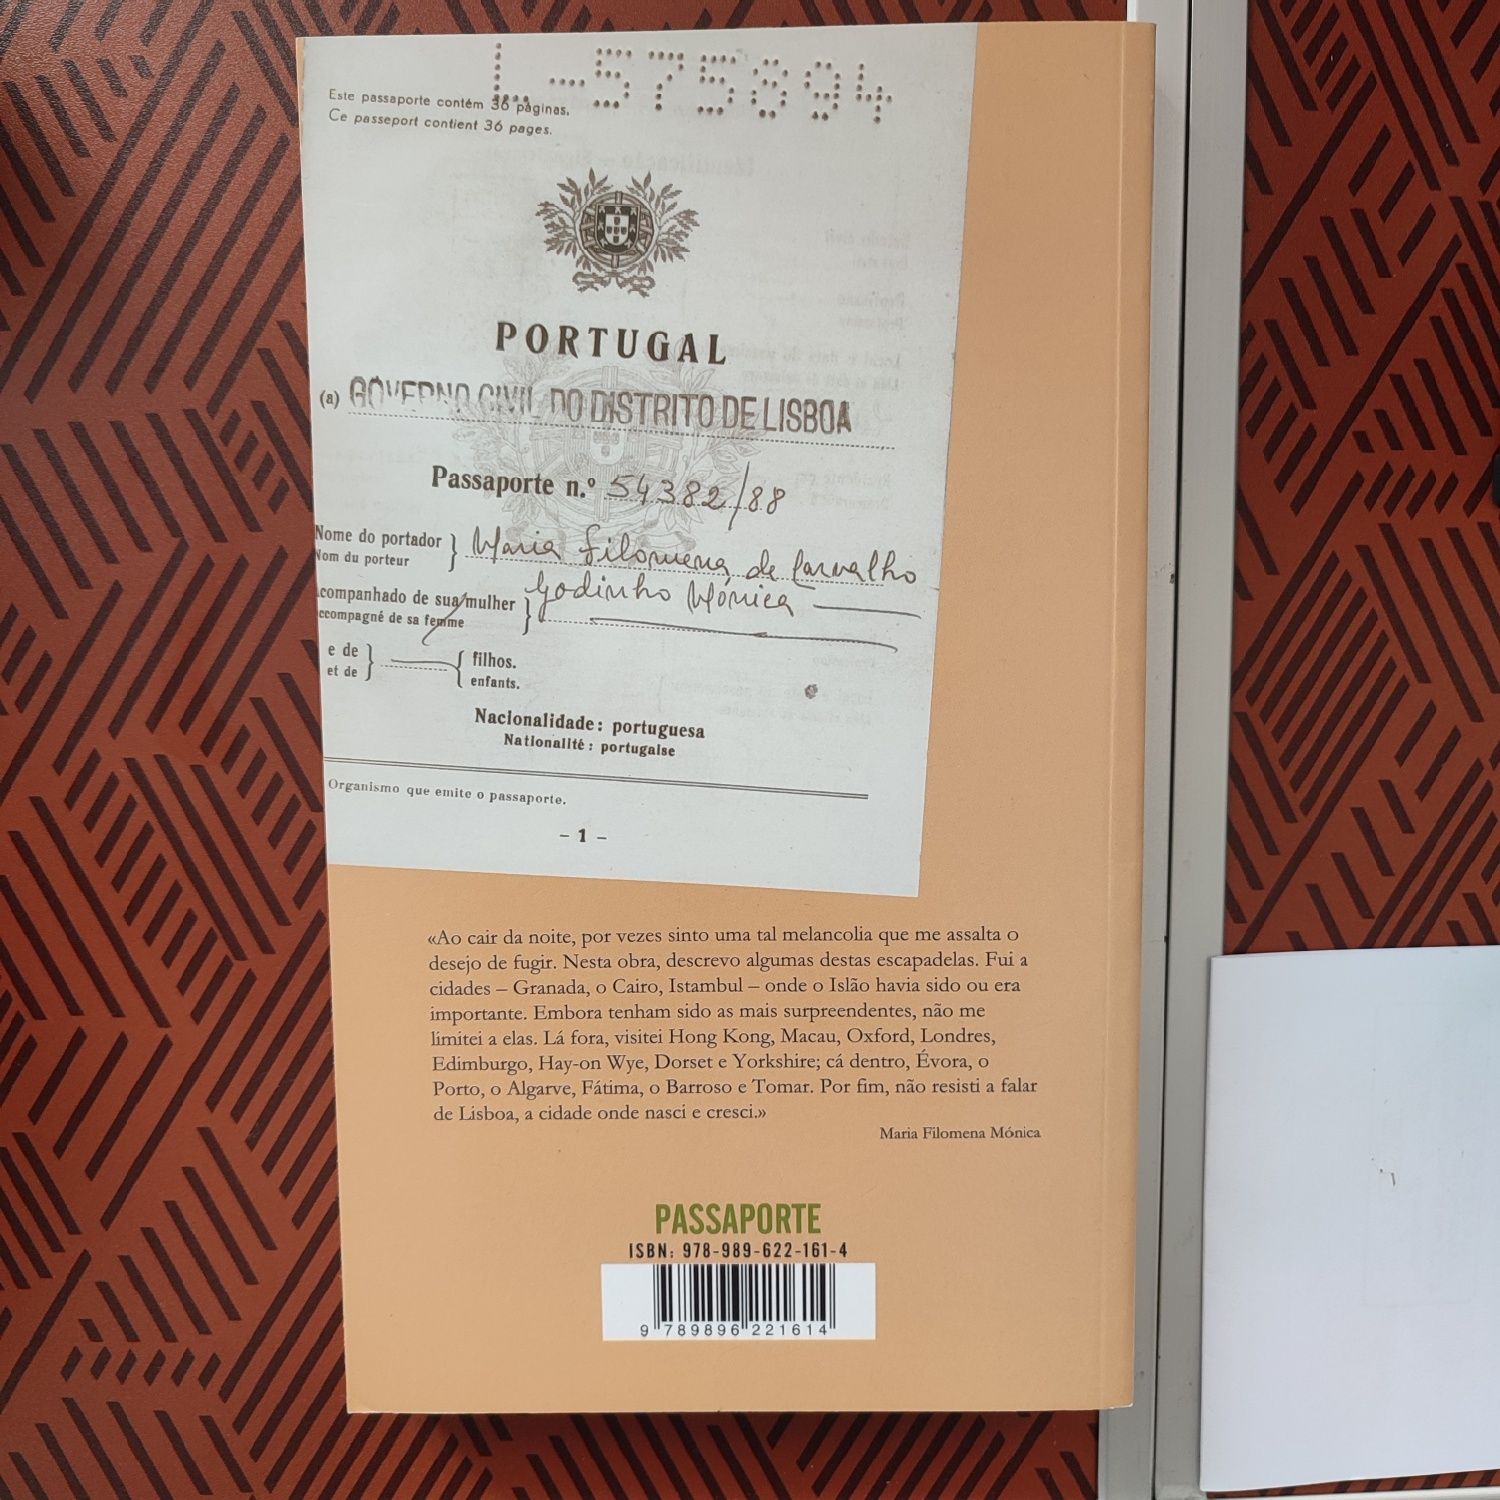 L-575894
Este passaporte contém 36 páginas.
Ce passeport contient 36 pages.
PORTUGAL
(a) GOVERNO CIVIL DO DISTRITO DE LISBOA
Passaporte n.º 54382/88
Nome do portador } Maria Filomena de Carvalho
Nom du porteur
Godinho Mónica
companhado de sua mulher }
ccompagné de sa femme
e de } { filhos.
et de enfants.
Nacionalidade: portuguesa
Nationalité: portugaise
Organismo que emite o passaporte.
- 1 -
«Ao cair da noite, por vezes sinto uma tal melancolia que me assalta o
desejo de fugir. Nesta obra, descrevo algumas destas escapadelas. Fui a
cidades – Granada, o Cairo, Istambul – onde o Islão havia sido ou era
importante. Embora tenham sido as mais surpreendentes, não me
limitei a elas. Lá fora, visitei Hong Kong, Macau, Oxford, Londres,
Edimburgo, Hay-on Wye, Dorset e Yorkshire; cá dentro, Évora, o
Porto, o Algarve, Fátima, o Barroso e Tomar. Por fim, não resisti a falar
de Lisboa, a cidade onde nasci e cresci.»
Maria Filomena Mónica
PASSAPORTE
ISBN: 978-989-622-161-4
9 789896 221614